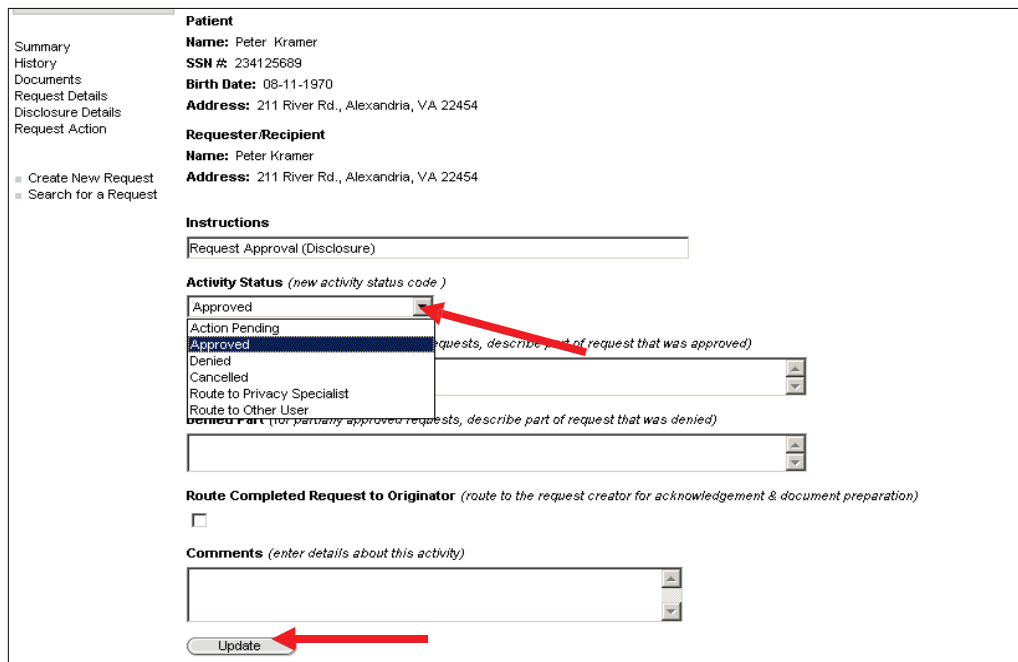 Summary
History
Documents
Request Details
Disclosure Details
Request Action
Create New Request
Search for a Request
Patient
Name: Peter Kramer
SSN #: 234125689
Birth Date: 08-11-1970
Address: 211 River Rd., Alexandria, VA 22454
Requester/Recipient
Name: Peter Kramer
Address: 211 River Rd., Alexandria, VA 22454
Instructions
Request Approval (Disclosure)
Activity Status (new activity status code )
Approved
Action Pending
Approved
Denied
Cancelled
Route to Privacy Specialist
Route to Other User
requests, describe part of request that was approved)
Denied Part (for partially approved requests, describe part of request that was denied)
Route Completed Request to Originator (route to the request creator for acknowledgement & document preparation)
Comments (enter details about this activity)
Update